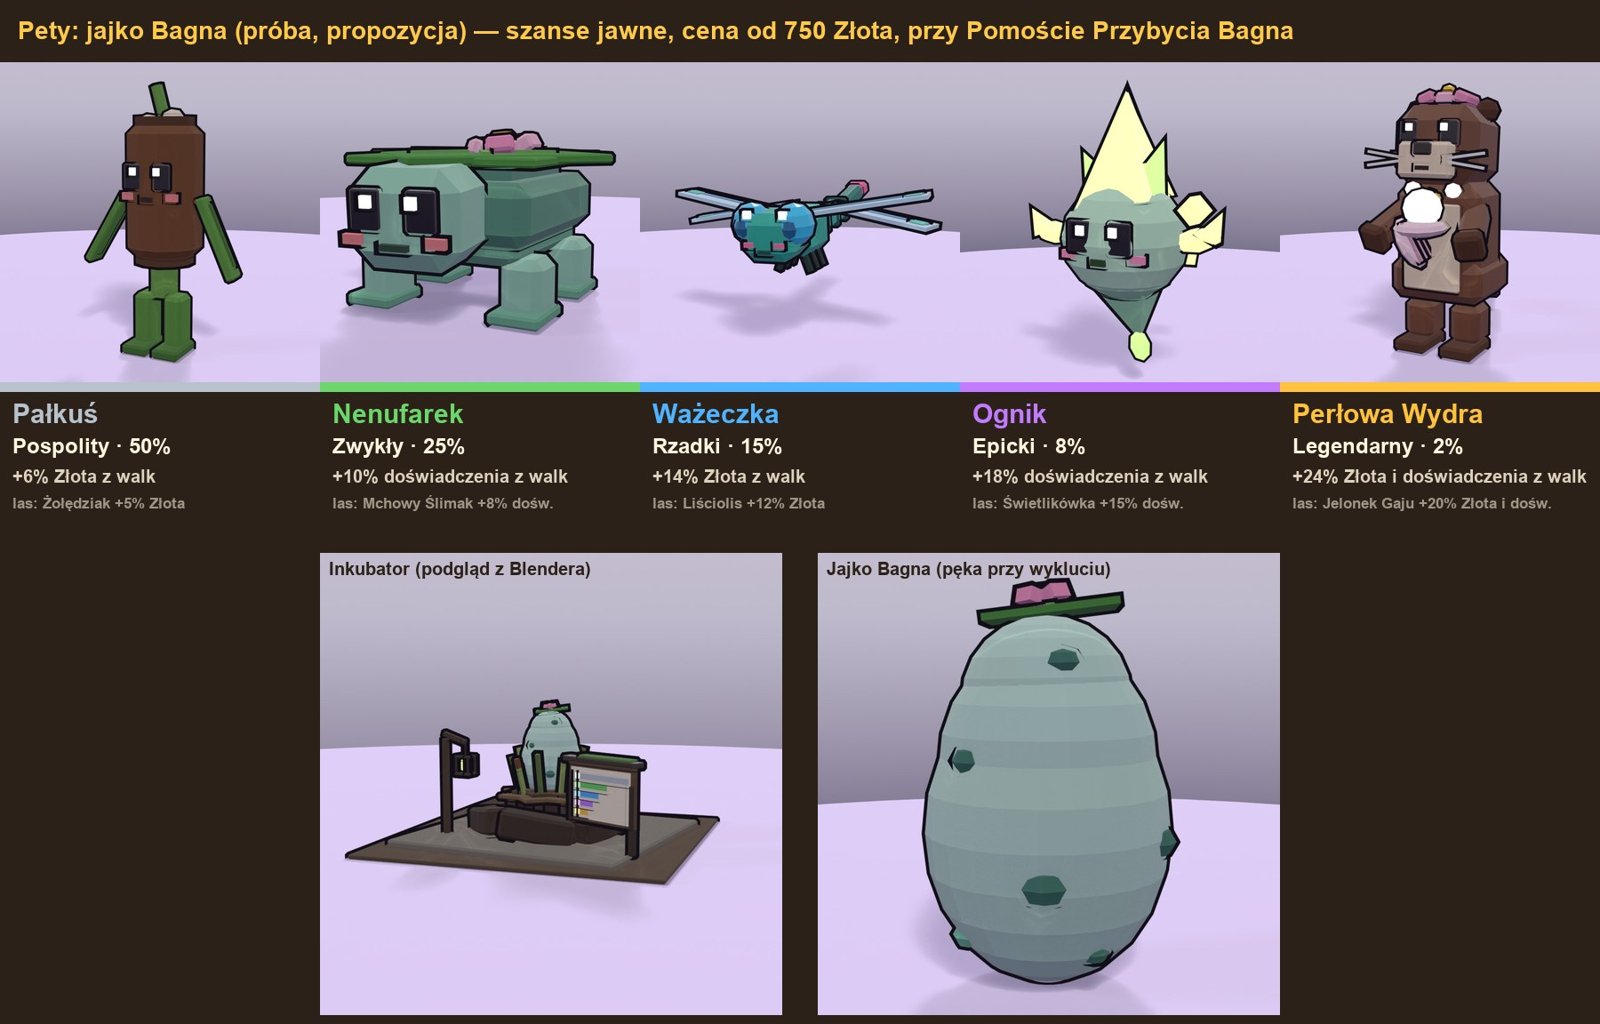 Pety: jajko Bagna (próba, propozycja) — szanse jawne, cena od 750 Złota, przy Pomoście Przybycia Bagna
Pałkuś
Pospolity · 50%
+6% Złota z walk
las: Żołędziak +5% Złota
Nenufarek
Zwykły · 25%
+10% doświadczenia z walk
las: Mchowy Ślimak +8% dośw.
Ważeczka
Rzadki · 15%
+14% Złota z walk
las: Liściolis +12% Złota
Ognik
Epicki · 8%
+18% doświadczenia z walk
las: Świetlikówka +15% dośw.
Perłowa Wydra
Legendarny · 2%
+24% Złota i doświadczenia z walk
las: Jelonek Gaju +20% Złota i dośw.
Inkubator (podgląd z Blendera)
Jajko Bagna (pęka przy wykluciu)